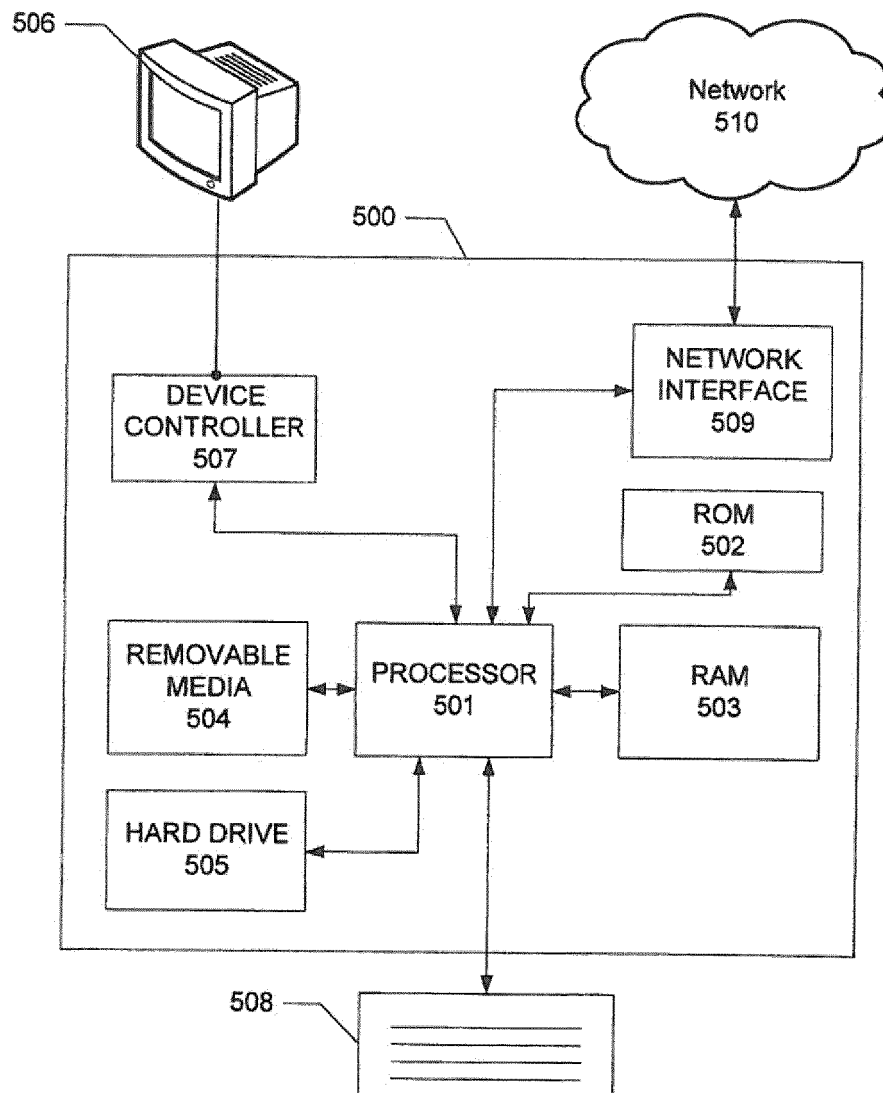 506
Network
510
500
NETWORK
INTERFACE
509
DEVICE
CONTROLLER
507
ROM
502
REMOVABLE
MEDIA
504
PROCESSOR
501
RAM
503
HARD DRIVE
505
508